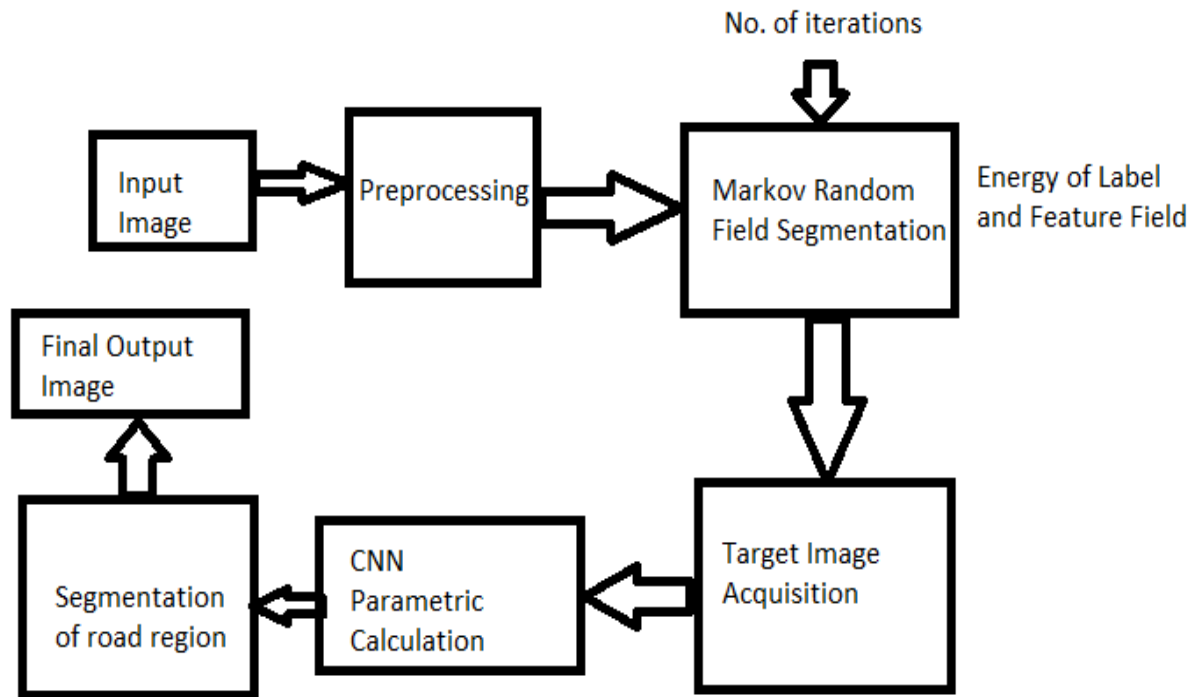 No. of iterations
Input
Image
Preprocessing
Markov Random
Field Segmentation
Energy of Label
and Feature Field
Target Image
Acquisition
CNN
Parametric
Calculation
Segmentation
of road region
Final Output
Image